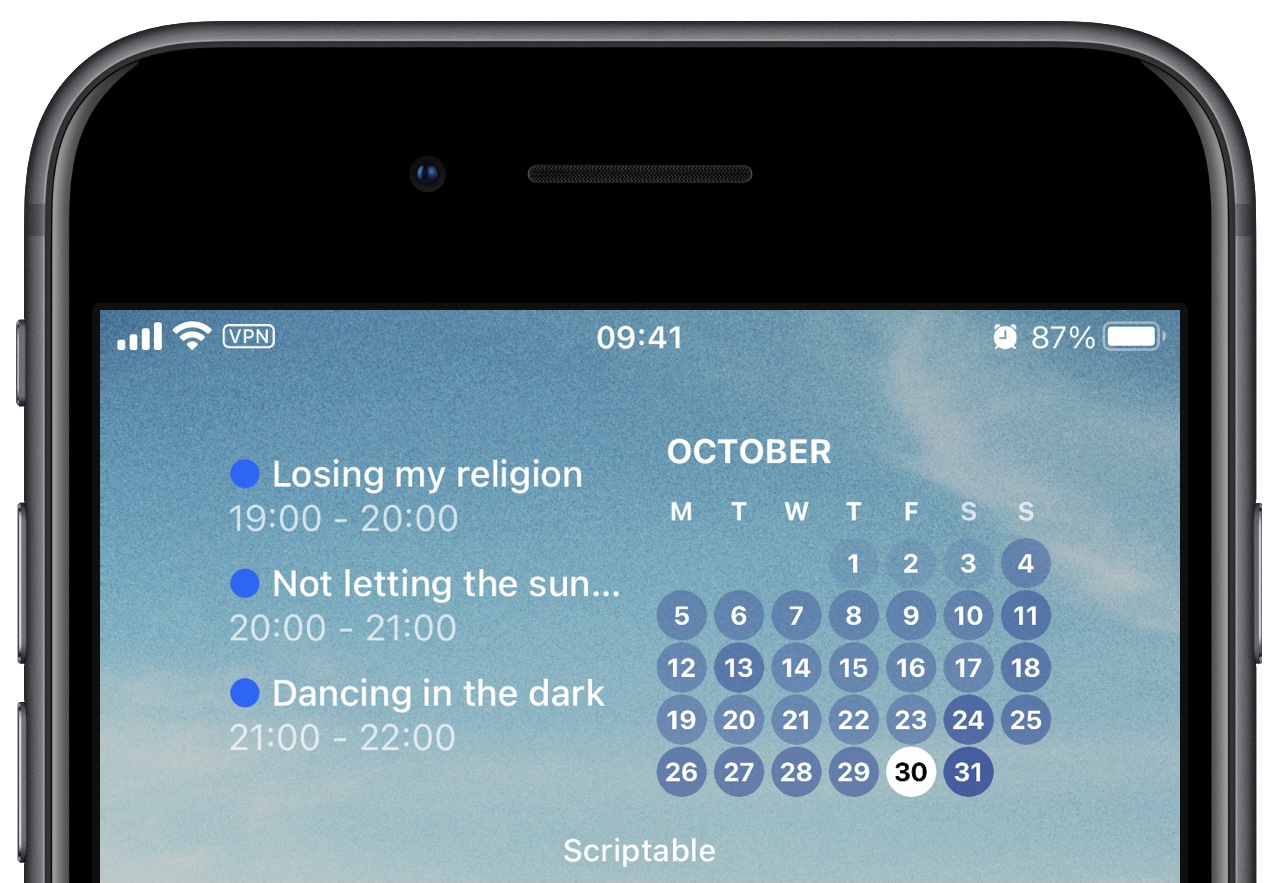 VPN 09:41 87%
Losing my religion
19:00 - 20:00
Not letting the sun...
20:00 - 21:00
Dancing in the dark
21:00 - 22:00
OCTOBER
M T W T F S S
1 2 3 4
5 6 7 8 9 10 11
12 13 14 15 16 17 18
19 20 21 22 23 24 25
26 27 28 29 30 31
Scriptable